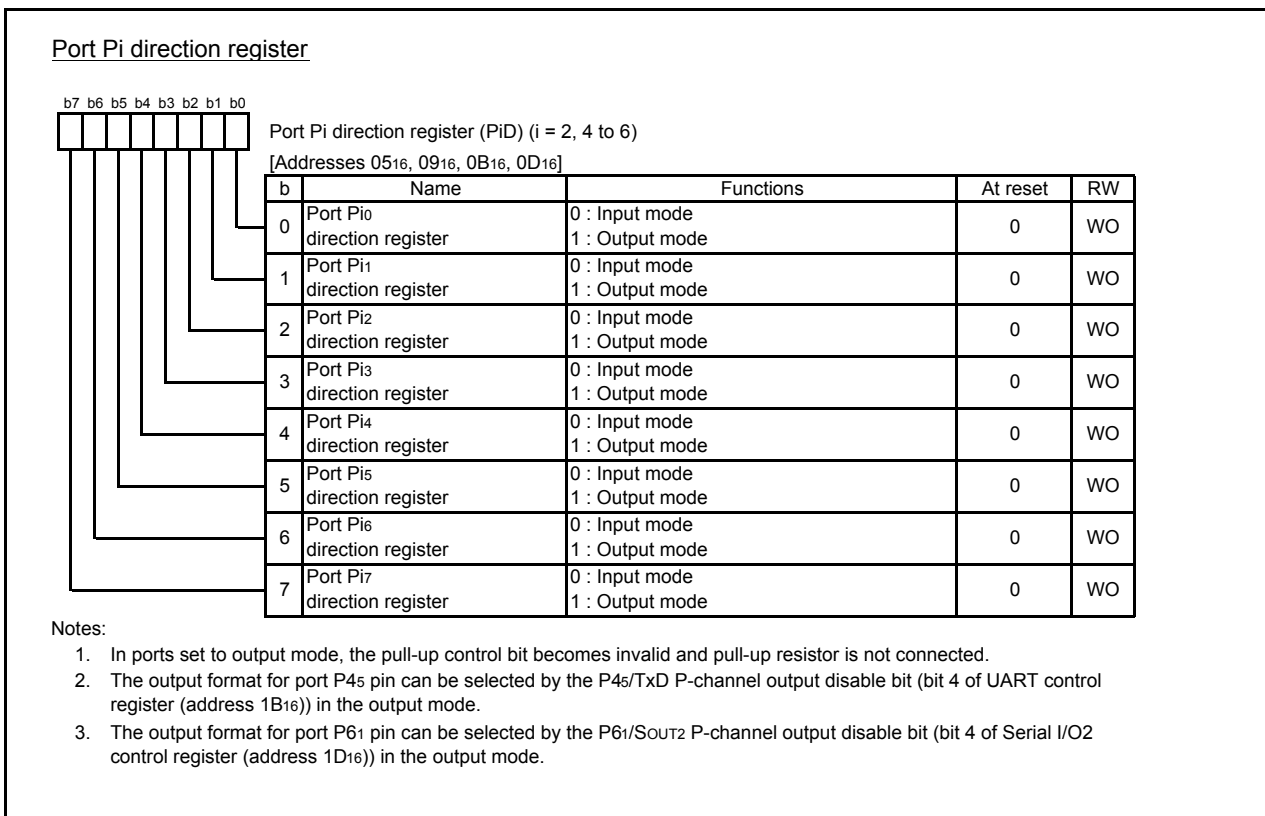 Port Pi direction register
b7 b6 b5 b4 b3 b2 b1 b0
Port Pi direction register (PiD) (i = 2, 4 to 6)
[Addresses 0516, 0916, 0B16, 0D16]
b Name Functions At reset RW
0 Port Pi0 direction register 0 : Input mode 1 : Output mode 0 WO
1 Port Pi1 direction register 0 : Input mode 1 : Output mode 0 WO
2 Port Pi2 direction register 0 : Input mode 1 : Output mode 0 WO
3 Port Pi3 direction register 0 : Input mode 1 : Output mode 0 WO
4 Port Pi4 direction register 0 : Input mode 1 : Output mode 0 WO
5 Port Pi5 direction register 0 : Input mode 1 : Output mode 0 WO
6 Port Pi6 direction register 0 : Input mode 1 : Output mode 0 WO
7 Port Pi7 direction register 0 : Input mode 1 : Output mode 0 WO
Notes:
1. In ports set to output mode, the pull-up control bit becomes invalid and pull-up resistor is not connected.
2. The output format for port P45 pin can be selected by the P45/TxD P-channel output disable bit (bit 4 of UART control
register (address 1B16)) in the output mode.
3. The output format for port P61 pin can be selected by the P61/SOUT2 P-channel output disable bit (bit 4 of Serial I/O2
control register (address 1D16)) in the output mode.